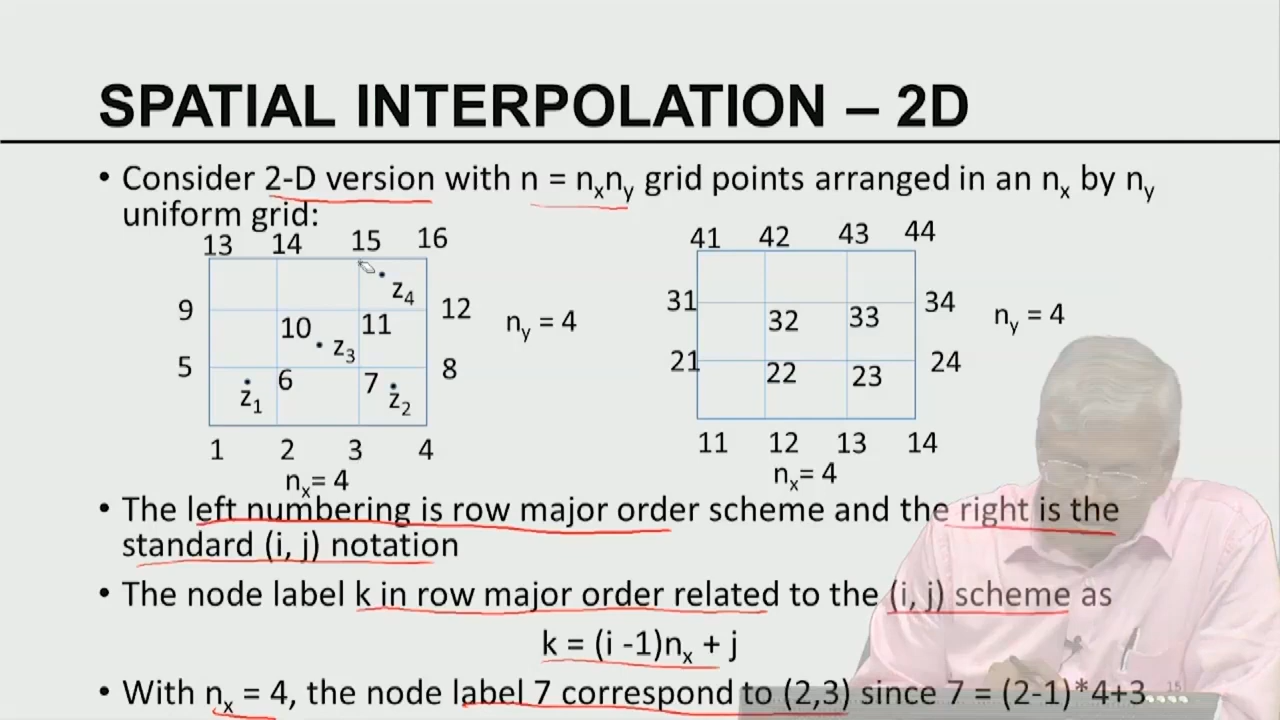 SPATIAL INTERPOLATION – 2D
• Consider 2-D version with n = nxny grid points arranged in an nx by ny
uniform grid:
13 14 15 16
z4
9 12
10 11
z3
5 8
6 7
z1 z2
1 2 3 4
nx= 4
ny = 4
41 42 43 44
31 34
32 33
21 24
22 23
11 12 13 14
nx= 4
ny = 4
• The left numbering is row major order scheme and the right is the
standard (i, j) notation
• The node label k in row major order related to the (i, j) scheme as
k = (i -1)nx + j
• With nx = 4, the node label 7 correspond to (2,3) since 7 = (2-1)*4+3
15